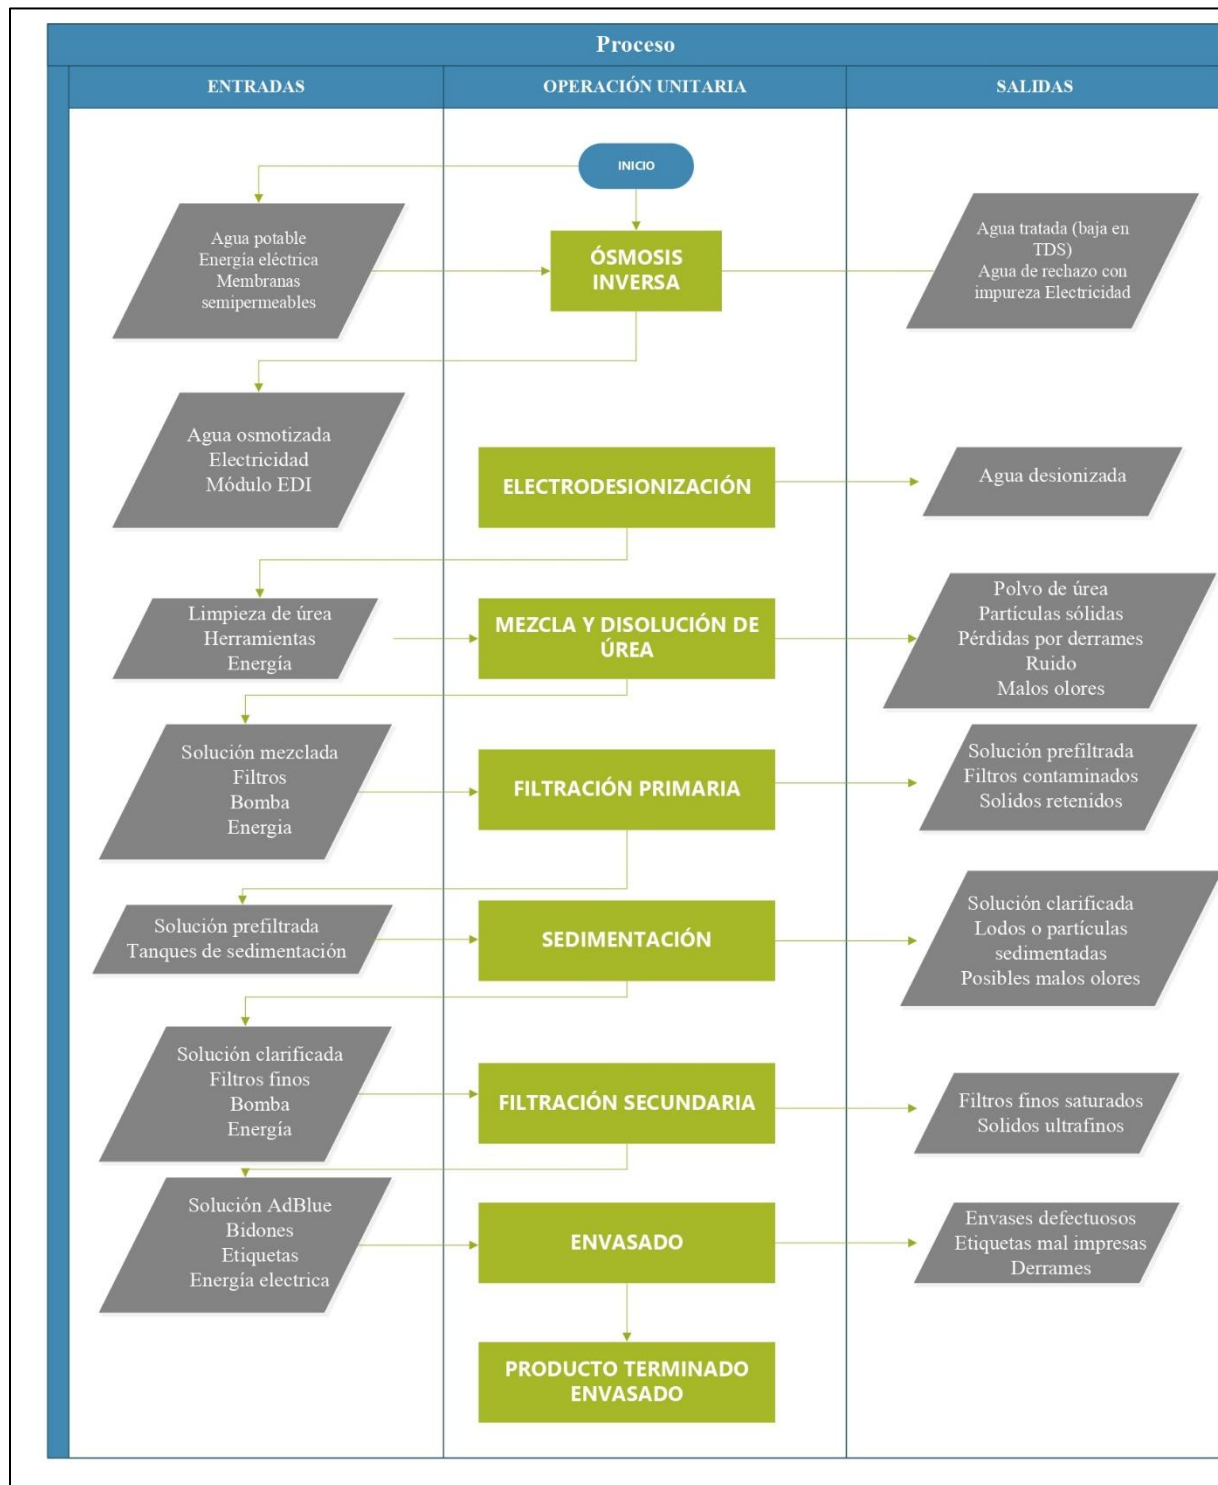 Proceso
ENTRADAS
OPERACIÓN UNITARIA
SALIDAS
INICIO
Agua potable
Energía eléctrica
Membranas
semipermeables
ÓSMOSIS
INVERSA
Agua tratada (baja en
TDS)
Agua de rechazo con
impureza Electricidad
Agua osmotizada
Electricidad
Módulo EDI
ELECTRODESIONIZACIÓN
Agua desionizada
Limpieza de úrea
Herramientas
Energía
MEZCLA Y DISOLUCIÓN DE
ÚREA
Polvo de úrea
Partículas sólidas
Pérdidas por derrames
Ruido
Malos olores
Solución mezclada
Filtros
Bomba
Energia
FILTRACIÓN PRIMARIA
Solución prefiltrada
Filtros contaminados
Solidos retenidos
Solución prefiltrada
Tanques de sedimentación
SEDIMENTACIÓN
Solución clarificada
Lodos o partículas
sedimentadas
Posibles malos olores
Solución clarificada
Filtros finos
Bomba
Energía
FILTRACIÓN SECUNDARIA
Filtros finos saturados
Solidos ultrafinos
Solución AdBlue
Bidones
Etiquetas
Energía electrica
ENVASADO
Envases defectuosos
Etiquetas mal impresas
Derrames
PRODUCTO TERMINADO
ENVASADO